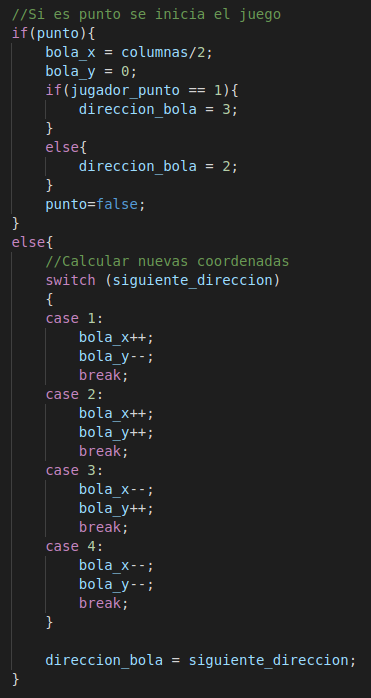 //Si es punto se inicia el juego
if(punto){
    bola_x = columnas/2;
    bola_y = 0;
    if(jugador_punto == 1){
        direccion_bola = 3;
    }
    else{
        direccion_bola = 2;
    }
    punto=false;
}
else{
    //Calcular nuevas coordenadas
    switch (siguiente_direccion)
    {
    case 1:
        bola_x++;
        bola_y--;
        break;
    case 2:
        bola_x++;
        bola_y++;
        break;
    case 3:
        bola_x--;
        bola_y++;
        break;
    case 4:
        bola_x--;
        bola_y--;
        break;
    }

    direccion_bola = siguiente_direccion;
}